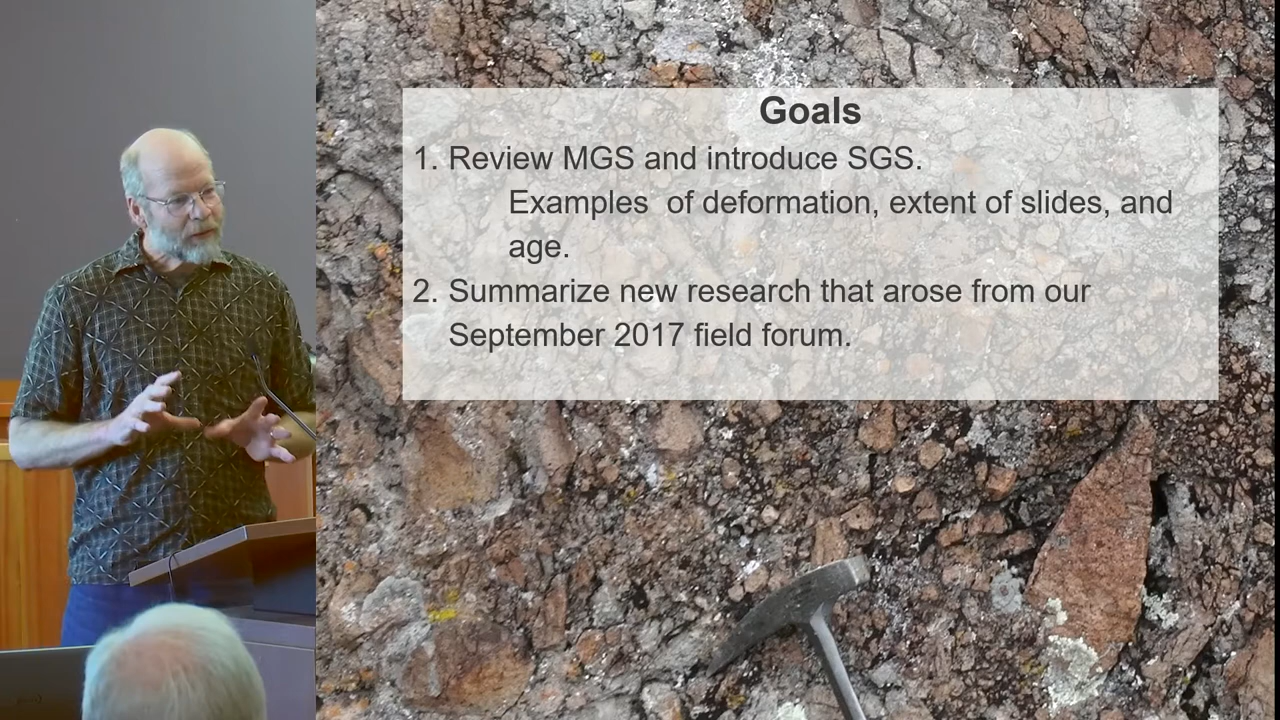 Goals
1. Review MGS and introduce SGS.
Examples  of deformation, extent of slides, and
age.
2. Summarize new research that arose from our
September 2017 field forum.